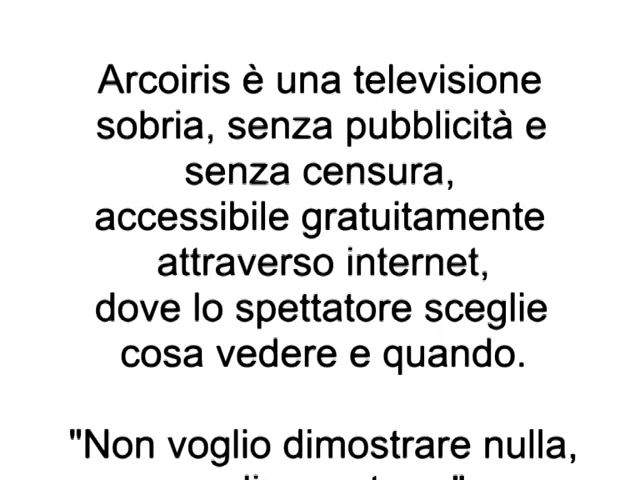 Arcoiris è una televisione
sobria, senza pubblicità e
senza censura,
accessibile gratuitamente
attraverso internet,
dove lo spettatore sceglie
cosa vedere e quando.
"Non voglio dimostrare nulla,